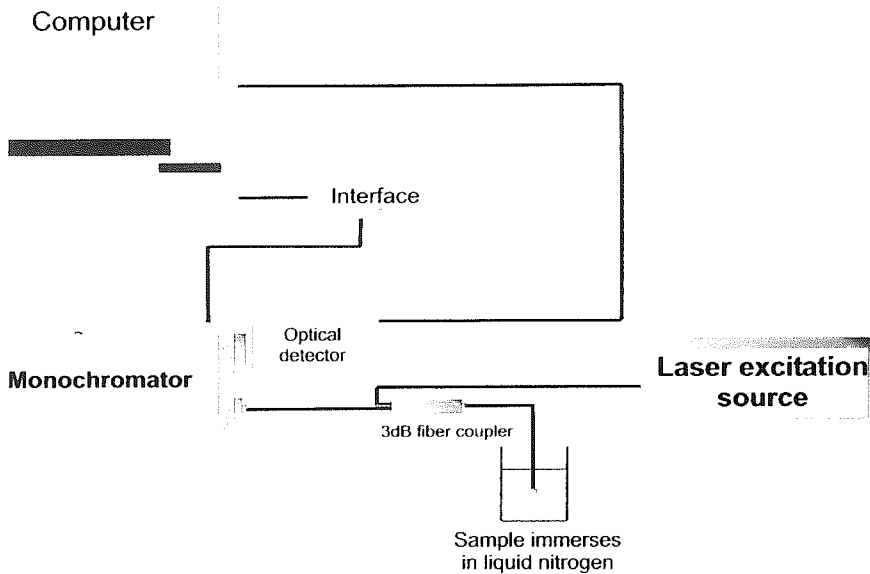 Computer
Interface
Optical
detector
Monochromator
Laser excitation
source
3dB fiber coupler
Sample immerses
in liquid nitrogen